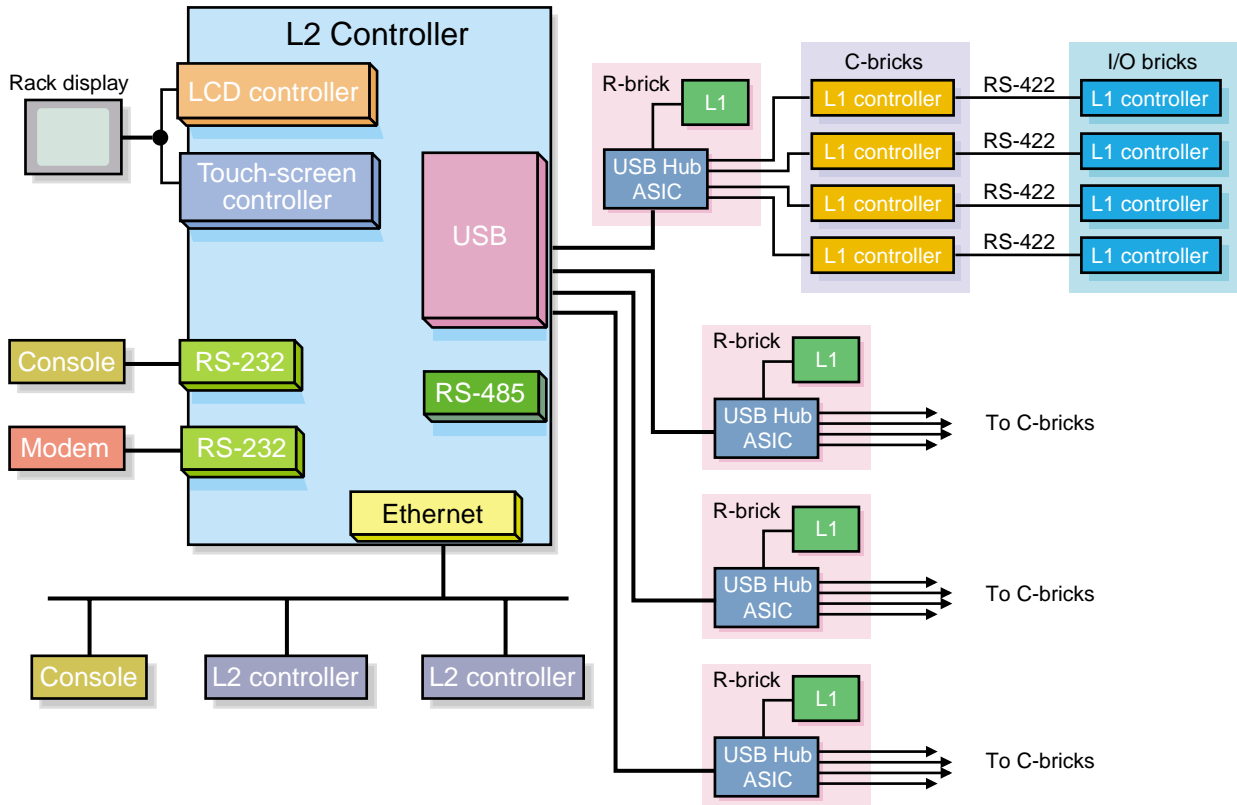 L2 Controller
Rack display
LCD controller
Touch-screen
controller
USB
Console
RS-232
RS-485
Modem
RS-232
Ethernet
Console
L2 controller
L2 controller
R-brick
L1
USB Hub
ASIC
C-bricks
I/O bricks
L1 controller
RS-422
L1 controller
L1 controller
RS-422
L1 controller
L1 controller
RS-422
L1 controller
L1 controller
RS-422
L1 controller
R-brick
L1
USB Hub
ASIC
To C-bricks
R-brick
L1
USB Hub
ASIC
To C-bricks
R-brick
L1
USB Hub
ASIC
To C-bricks